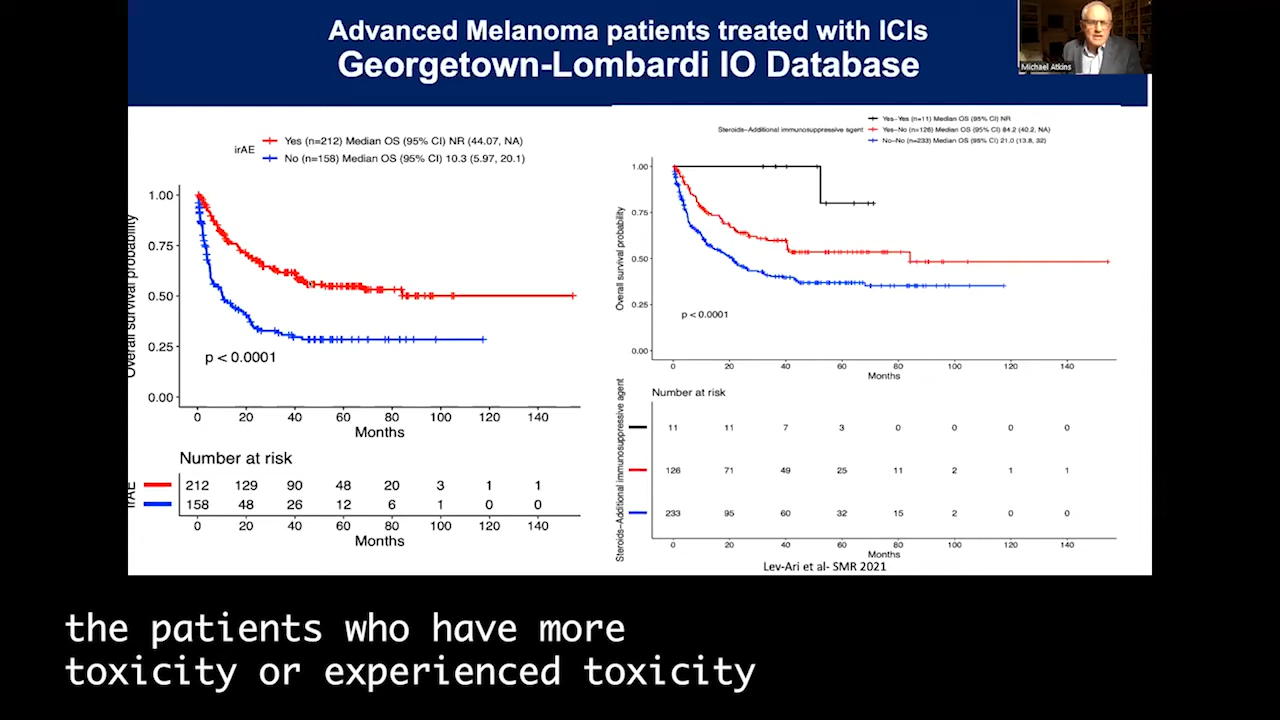 Advanced Melanoma patients treated with ICIs
Georgetown-Lombardi IO Database
Michael Atkins
irAE
Yes (n=212) Median OS (95% CI) NR (44.07, NA)
No (n=158) Median OS (95% CI) 10.3 (5.97, 20.1)
Overall survival probability
1.00
0.75
0.50
0.25
0.00
p < 0.0001
0 20 40 60 80 100 120 140
Months
Number at risk
irAE
212 129 90 48 20 3 1 1
158 48 26 12 6 1 0 0
0 20 40 60 80 100 120 140
Months
Steroids-Additional immunosuppressive agent
Yes-Yes (n=11) Median OS (95% CI) NR
Yes-No (n=126) Median OS (95% CI) 84.2 (40.2, NA)
No-No (n=233) Median OS (95% CI) 21.0 (13.8, 32)
Overall survival probability
1.00
0.75
0.50
0.25
0.00
p < 0.0001
0 20 40 60 80 100 120 140
Months
Number at risk
Steroids-Additional immunosuppressive agent
11 11 7 3 0 0 0 0
126 71 49 25 11 2 1 1
233 95 60 32 15 2 0 0
0 20 40 60 80 100 120 140
Months
Lev-Ari et al- SMR 2021
the patients who have more
toxicity or experienced toxicity